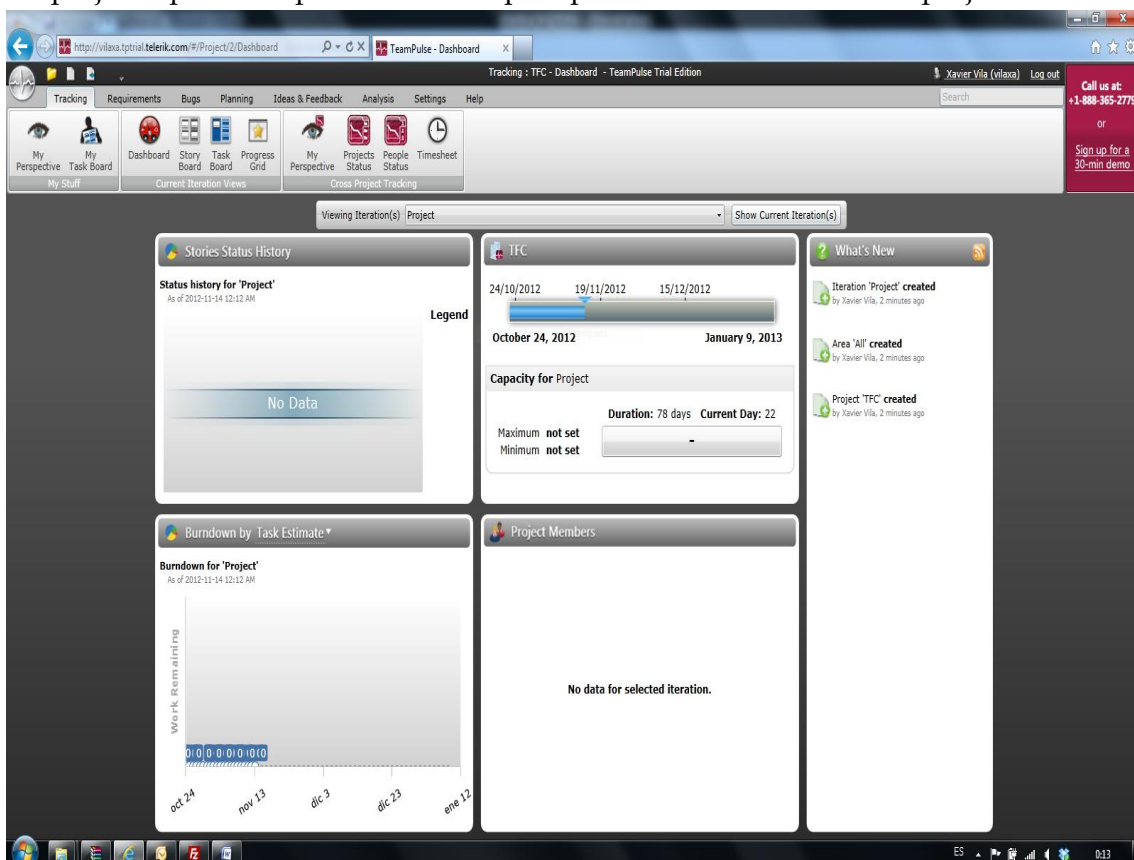 http://vilaxa.tptrial.telerik.com/#/Project/2/Dashboard
TeamPulse - Dashboard
Tracking : TFC - Dashboard - TeamPulse Trial Edition
Xavier Vila (vilaxa) Log out
Call us at:
+1-888-365-2779
or
Sign up for a
30-min demo
Tracking Requirements Bugs Planning Ideas & Feedback Analysis Settings Help
Search
My Perspective
My Task Board
Dashboard
Story Board
Task Board
Progress Grid
My Perspective
Projects Status
People Status
Timesheet
My Stuff
Current Iteration Views
Cross Project Tracking
Viewing Iteration(s) Project
Show Current Iteration(s)
Stories Status History
Status history for 'Project'
As of 2012-11-14 12:12 AM
Legend
No Data
TFC
24/10/2012 19/11/2012 15/12/2012
October 24, 2012 January 9, 2013
Capacity for Project
Duration: 78 days Current Day: 22
Maximum not set
Minimum not set
-
What's New
Iteration 'Project' created
by Xavier Vila, 2 minutes ago
Area 'All' created
by Xavier Vila, 2 minutes ago
Project 'TFC' created
by Xavier Vila, 2 minutes ago
Burndown by Task Estimate
Burndown for 'Project'
As of 2012-11-14 12:12 AM
Work Remaining
oct 24 nov 13 dic 3 dic 23 ene 12
Project Members
No data for selected iteration.
ES 0:13